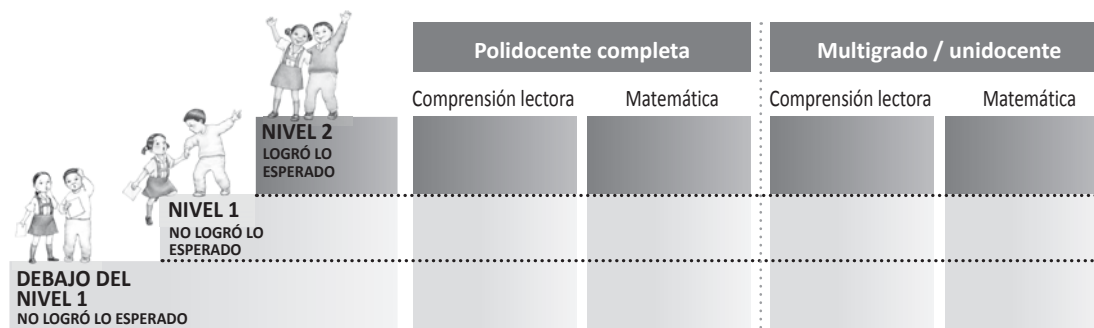 Polidocente completa
Multigrado / unidocente
Comprensión lectora
Matemática
Comprensión lectora
Matemática
NIVEL 2
LOGRÓ LO
ESPERADO
NIVEL 1
NO LOGRÓ LO
ESPERADO
DEBAJO DEL
NIVEL 1
NO LOGRÓ LO ESPERADO